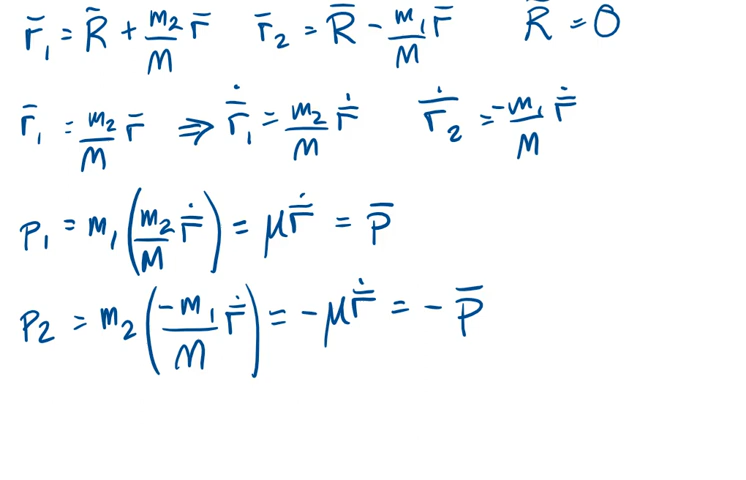 r̄₁ = R̄ + m₂/M r̄ r̄₂ = R̄ − m₁/M r̄ R̄ = 0
r̄₁ = m₂/M r̄ ⇒ ṙ̄₁ = m₂/M ṙ̄ ṙ̄₂ = −m₁/M ṙ̄
p₁ = m₁(m₂/M ṙ̄) = μṙ̄ = p̄
p₂ = m₂(−m₁/M ṙ̄) = −μṙ̄ = −p̄